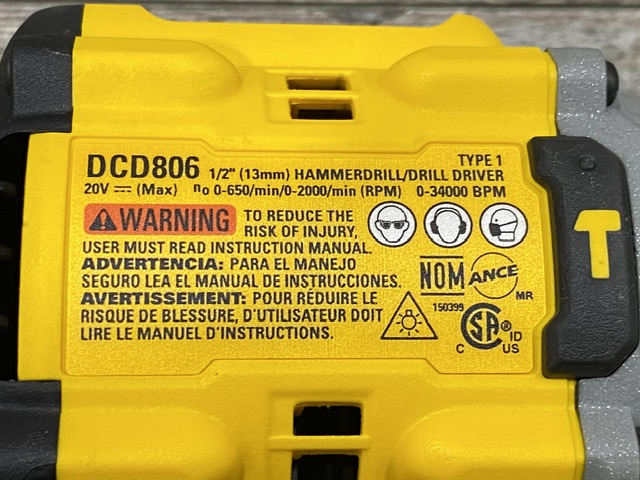 DCD806 1/2" (13mm) HAMMERDRILL/DRILL DRIVER TYPE 1
20V ⎓ (Max) no 0-650/min/0-2000/min (RPM) 0-34000 BPM
WARNING TO REDUCE THE
RISK OF INJURY,
USER MUST READ INSTRUCTION MANUAL.
ADVERTENCIA: PARA EL MANEJO
SEGURO LEA EL MANUAL DE INSTRUCCIONES.
AVERTISSEMENT: POUR RÉDUIRE LE
RISQUE DE BLESSURE, D'UTILISATEUR DOIT
LIRE LE MANUEL D'INSTRUCTIONS.
NOM ANCE
MR
150399
C SA ® ID
C US